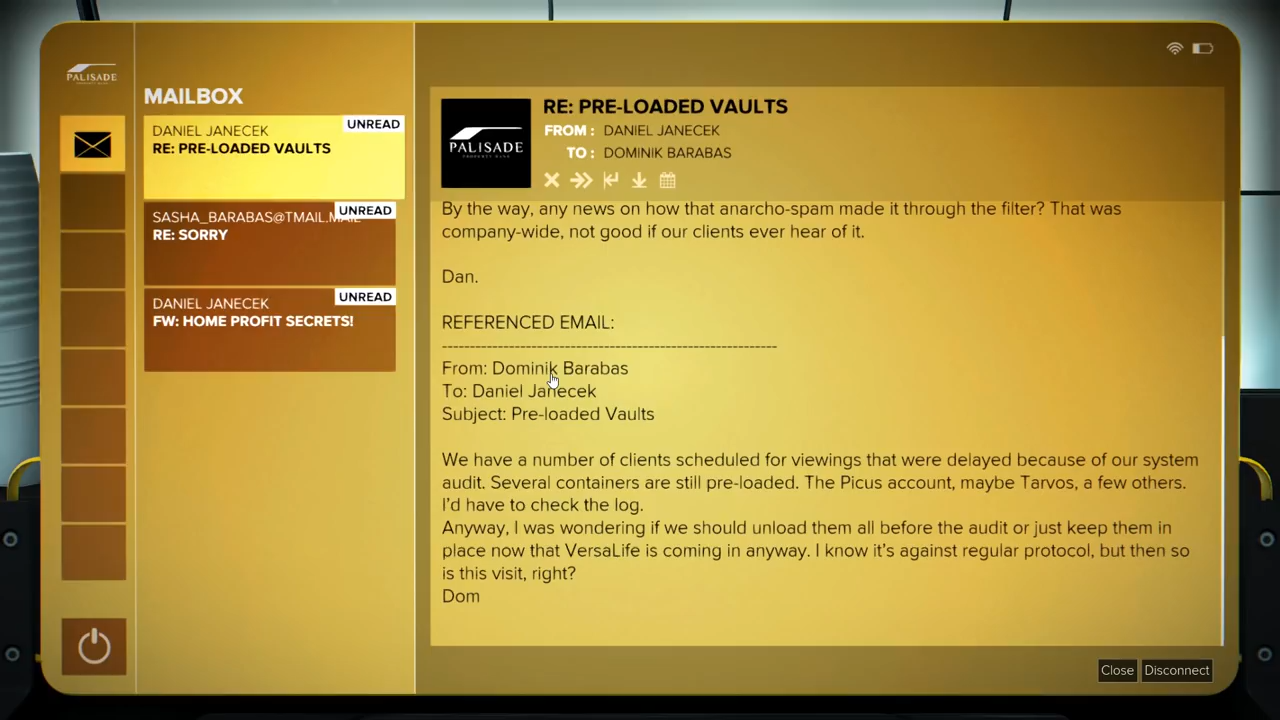 PALISADE
PROPERTY BANK
MAILBOX
DANIEL JANECEK
UNREAD
RE: PRE-LOADED VAULTS
SASHA_BARABAS@TMAIL.MAIL
UNREAD
RE: SORRY
DANIEL JANECEK
UNREAD
FW: HOME PROFIT SECRETS!
PALISADE
PROPERTY BANK
RE: PRE-LOADED VAULTS
FROM : DANIEL JANECEK
TO : DOMINIK BARABAS
By the way, any news on how that anarcho-spam made it through the filter? That was
company-wide, not good if our clients ever hear of it.
Dan.
REFERENCED EMAIL:
------------------------------------------------------------
From: Dominik Barabas
To: Daniel Janecek
Subject: Pre-loaded Vaults
We have a number of clients scheduled for viewings that were delayed because of our system
audit. Several containers are still pre-loaded. The Picus account, maybe Tarvos, a few others.
I'd have to check the log.
Anyway, I was wondering if we should unload them all before the audit or just keep them in
place now that VersaLife is coming in anyway. I know it's against regular protocol, but then so
is this visit, right?
Dom
Close
Disconnect